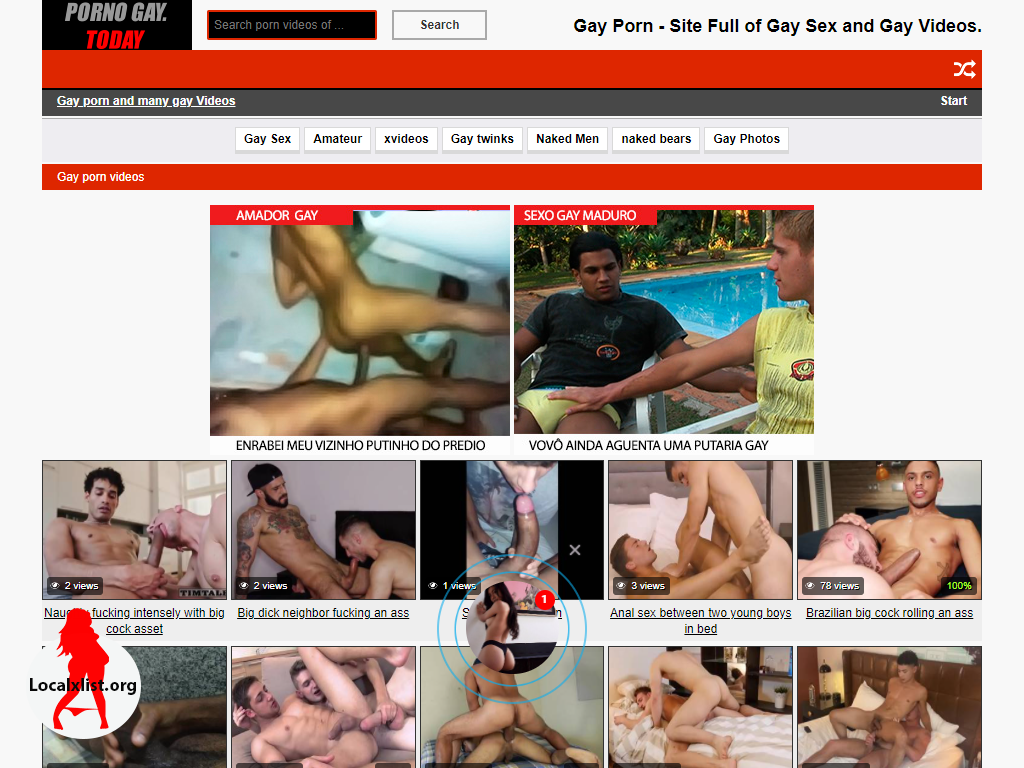 PORNO GAY.
TODAY
Search porn videos of ...
Search
Gay Porn - Site Full of Gay Sex and Gay Videos.
Gay porn and many gay Videos
Start
Gay Sex
Amateur
xvideos
Gay twinks
Naked Men
naked bears
Gay Photos
Gay porn videos
AMADOR GAY
SEXO GAY MADURO
ENRABEI MEU VIZINHO PUTINHO DO PREDIO
VOVÔ AINDA AGUENTA UMA PUTARIA GAY
2 views
TIMTALES
2 views
1 views
3 views
78 views
100%
1
fucking intensely with big
cock asset
Big dick neighbor fucking an ass
Anal sex between two young boys
in bed
Brazilian big cock rolling an ass
Localxlist.org